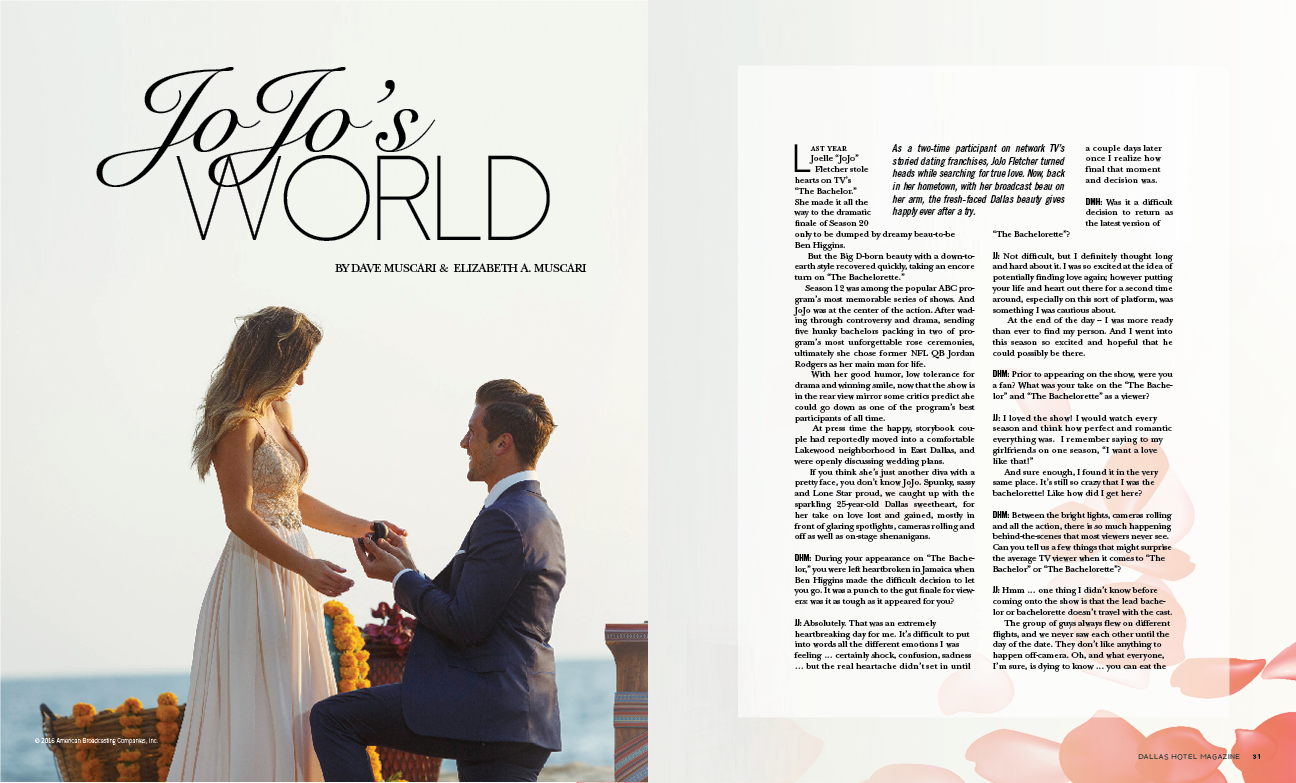 JoJo's
WORLD
BY DAVE MUSCARI & ELIZABETH A. MUSCARI
© 2016 American Broadcasting Companies, Inc.
LAST YEAR
Joelle “JoJo”
Fletcher stole
hearts on TV’s
“The Bachelor.”
She made it all the
way to the dramatic
finale of Season 20
only to be dumped by dreamy beau-to-be
Ben Higgins.
But the Big D-born beauty with a down-to-
earth style recovered quickly, taking an encore
turn on “The Bachelorette.”
Season 12 was among the popular ABC pro-
gram’s most memorable series of shows. And
JoJo was at the center of the action. After wad-
ing through controversy and drama, sending
five hunky bachelors packing in two of pro-
gram’s most unforgettable rose ceremonies,
ultimately she chose former NFL QB Jordan
Rodgers as her main man for life.
With her good humor, low tolerance for
drama and winning smile, now that the show is
in the rear view mirror some critics predict she
could go down as one of the program’s best
participants of all time.
At press time the happy, storybook cou-
ple had reportedly moved into a comfortable
Lakewood neighborhood in East Dallas, and
were openly discussing wedding plans.
If you think she’s just another diva with a
pretty face, you don’t know JoJo. Spunky, sassy
and Lone Star proud, we caught up with the
sparkling 25-year-old Dallas sweetheart, for
her take on love lost and gained, mostly in
front of glaring spotlights, cameras rolling and
off as well as on-stage shenanigans.
DHM: During your appearance on “The Bache-
lor,” you were left heartbroken in Jamaica when
Ben Higgins made the difficult decision to let
you go. It was a punch to the gut finale for view-
ers: was it as tough as it appeared for you?
JJ: Absolutely. That was an extremely
heartbreaking day for me. It’s difficult to put
into words all the different emotions I was
feeling … certainly shock, confusion, sadness
… but the real heartache didn’t set in until
As a two-time participant on network TV’s
storied dating franchises, JoJo Fletcher turned
heads while searching for true love. Now, back
in her hometown, with her broadcast beau on
her arm, the fresh-faced Dallas beauty gives
happy ever after a try.
a couple days later
once I realize how
final that moment
and decision was.
DMH: Was it a difficult
decision to return as
the latest version of
“The Bachelorette”?
JJ: Not difficult, but I definitely thought long
and hard about it. I was so excited at the idea of
potentially finding love again; however putting
your life and heart out there for a second time
around, especially on this sort of platform, was
something I was cautious about.
At the end of the day – I was more ready
than ever to find my person. And I went into
this season so excited and hopeful that he
could possibly be there.
DHM: Prior to appearing on the show, were you
a fan? What was your take on the “The Bache-
lor” and “The Bachelorette” as a viewer?
JJ: I loved the show! I would watch every
season and think how perfect and romantic
everything was. I remember saying to my
girlfriends on one season, “I want a love
like that!”
And sure enough, I found it in the very
same place. It’s still so crazy that I was the
bachelorette! Like how did I get here?
DHM: Between the bright lights, cameras rolling
and all the action, there is so much happening
behind-the-scenes that most viewers never see.
Can you tell us a few things that might surprise
the average TV viewer when it comes to “The
Bachelor” or “The Bachelorette”?
JJ: Hmm … one thing I didn’t know before
coming onto the show is that the lead bache-
lor or bachelorette doesn’t travel with the cast.
The group of guys always flew on different
flights, and we never saw each other until the
day of the date. They don’t like anything to
happen off-camera. Oh, and what everyone,
I’m sure, is dying to know … you can eat the
DALLAS HOTEL MAGAZINE 31